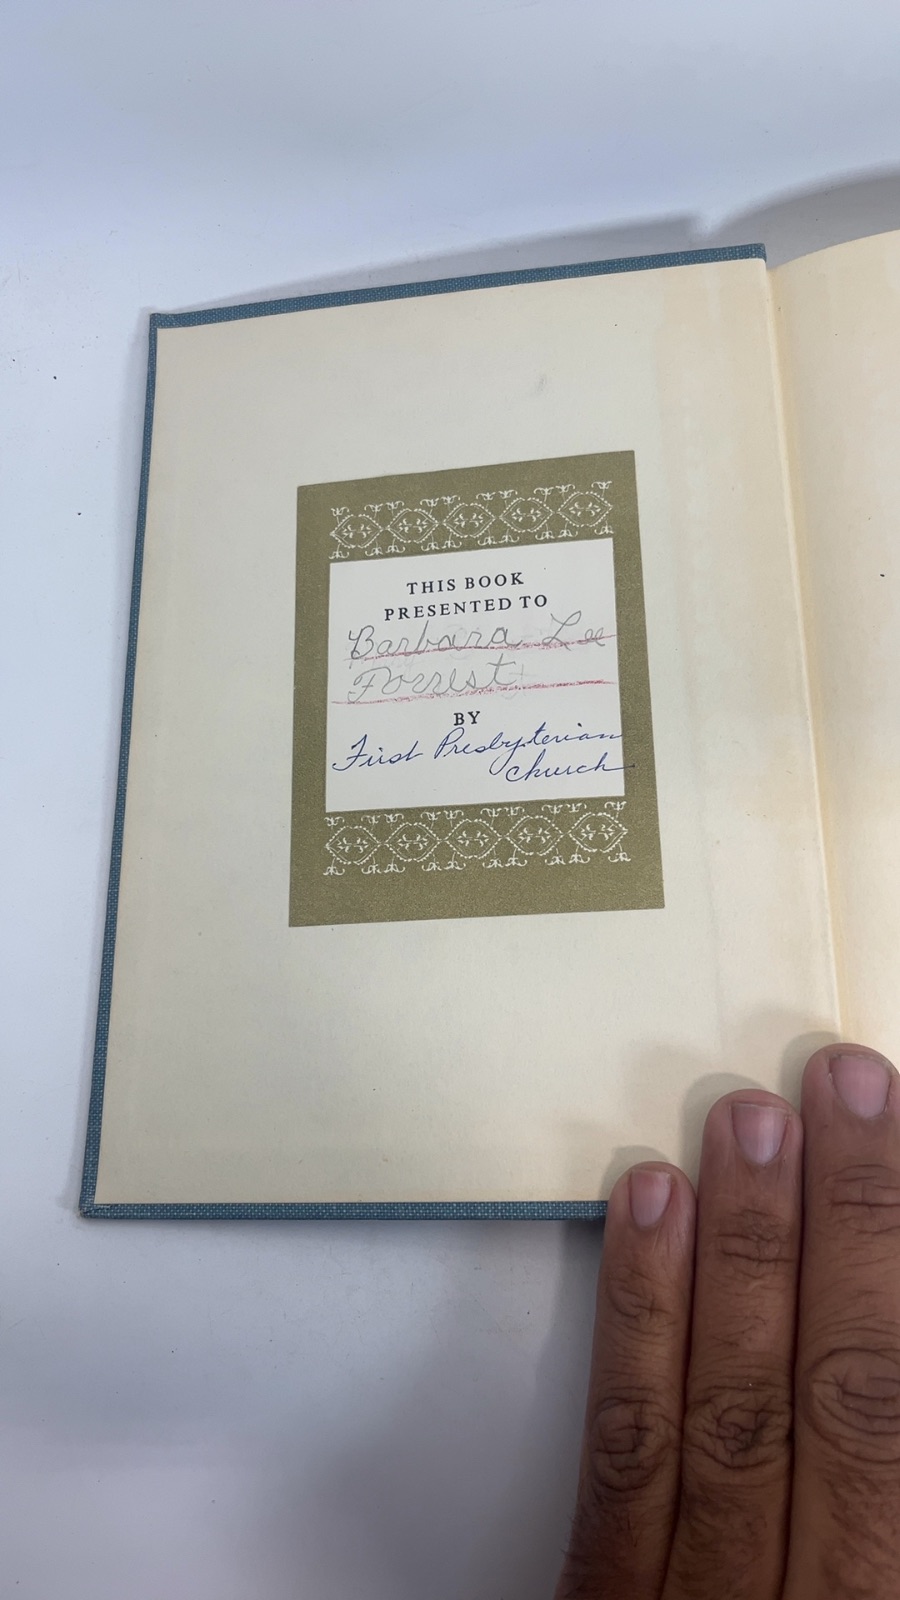 THIS BOOK
PRESENTED TO
Barbara Lee
Forrest
BY
First Presbyterian
Church